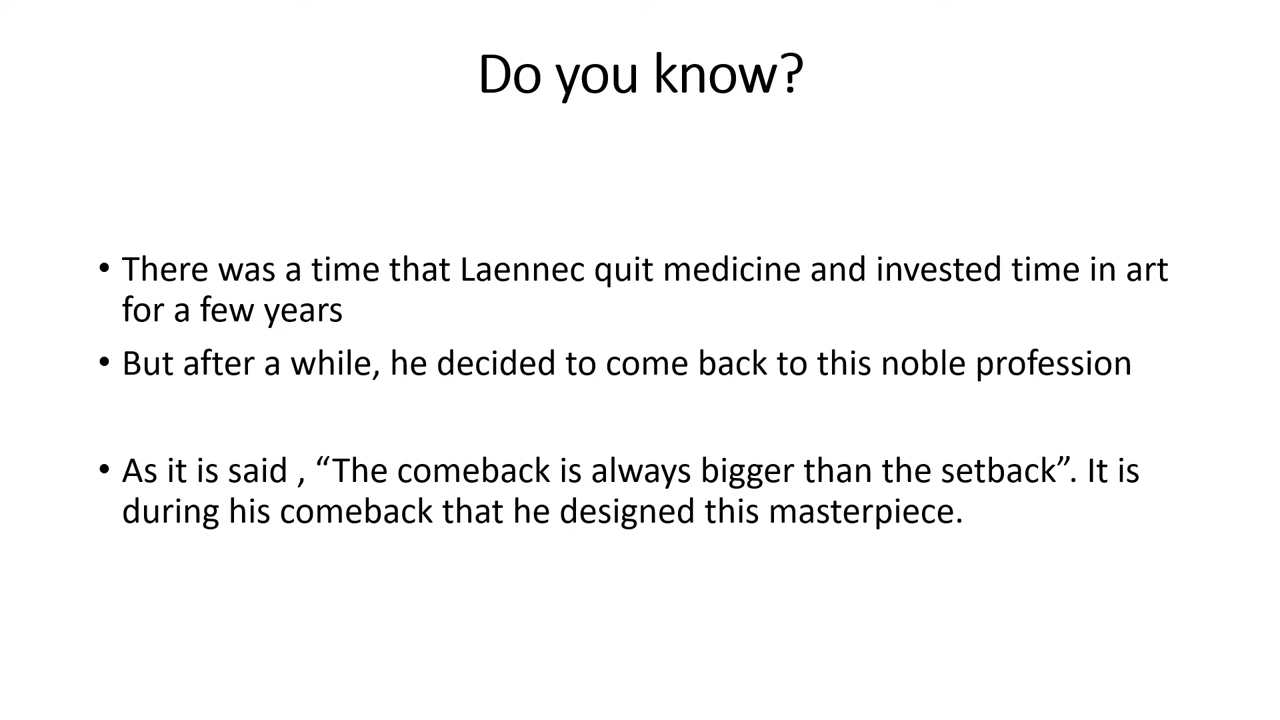 Do you know?
• There was a time that Laennec quit medicine and invested time in art
for a few years
• But after a while, he decided to come back to this noble profession
• As it is said , “The comeback is always bigger than the setback”. It is
during his comeback that he designed this masterpiece.